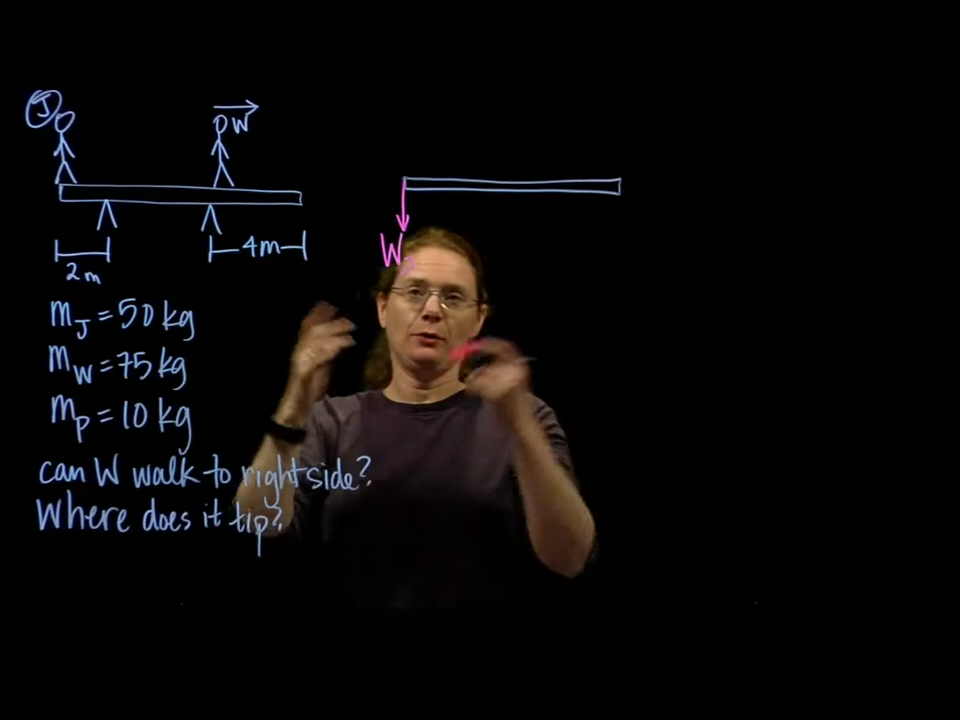 J
W
4m
2m
W
mJ = 50 kg
mW = 75 kg
mp = 10 kg
can W walk to right side?
Where does it tip?